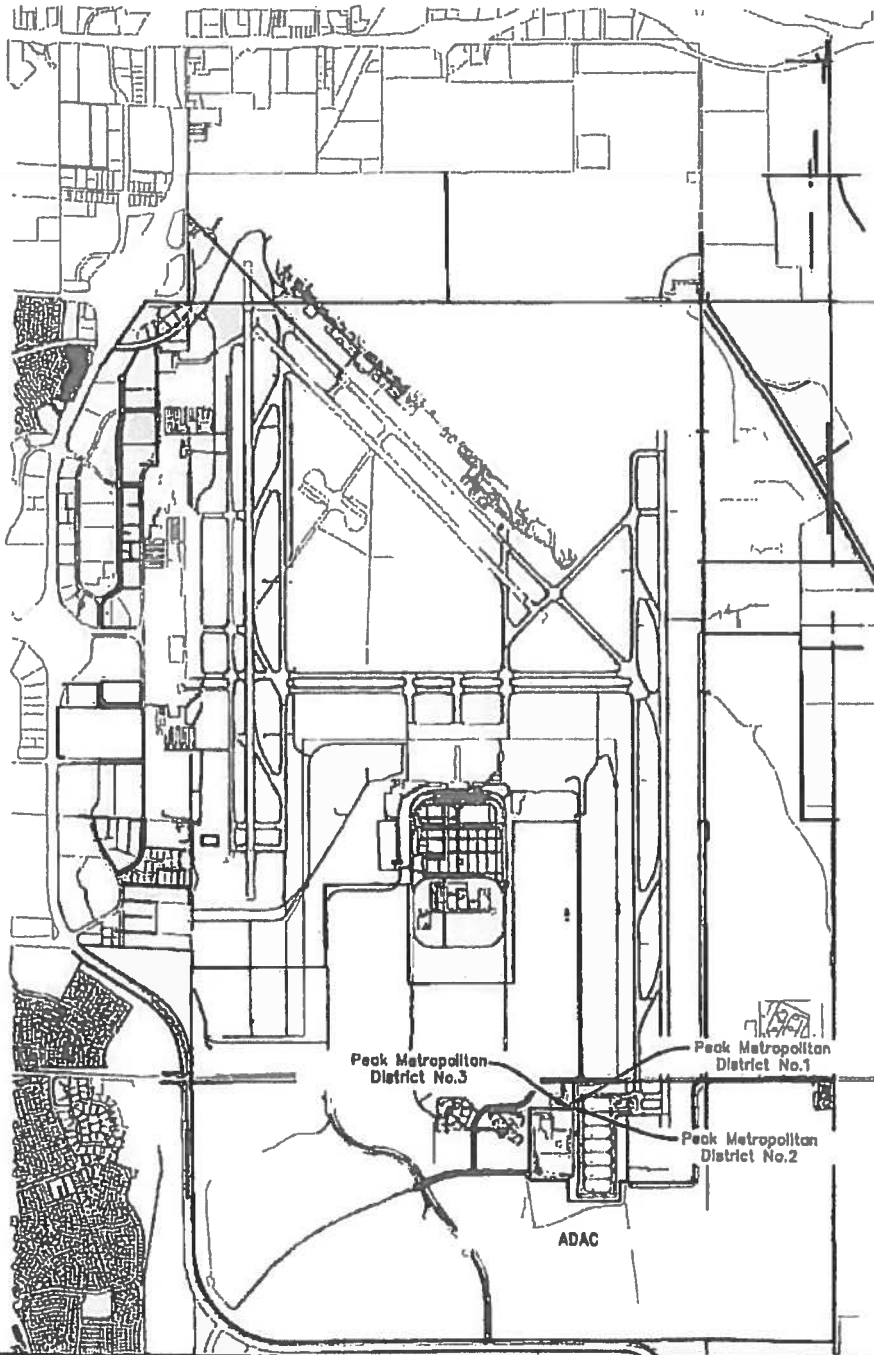 Peak Metropolitan
District No.3
Peak Metropolitan
District No.1
Peak Metropolitan
District No.2
ADAC